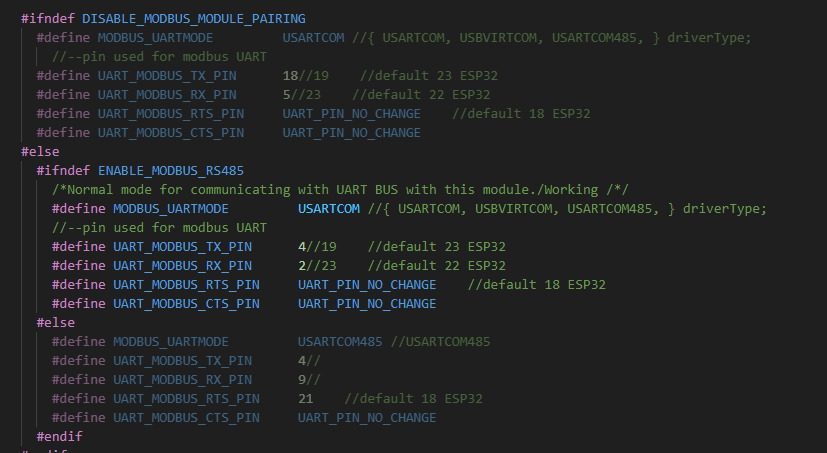 #ifndef DISABLE_MODBUS_MODULE_PAIRING
#define MODBUS_UARTMODE USARTCOM //{ USARTCOM, USBVIRTCOM, USARTCOM485, } driverType;
//--pin used for modbus UART
#define UART_MODBUS_TX_PIN 18//19 //default 23 ESP32
#define UART_MODBUS_RX_PIN 5//23 //default 22 ESP32
#define UART_MODBUS_RTS_PIN UART_PIN_NO_CHANGE //default 18 ESP32
#define UART_MODBUS_CTS_PIN UART_PIN_NO_CHANGE
#else
#ifndef ENABLE_MODBUS_RS485
/*Normal mode for communicating with UART BUS with this module./Working /*/
#define MODBUS_UARTMODE USARTCOM //{ USARTCOM, USBVIRTCOM, USARTCOM485, } driverType;
//--pin used for modbus UART
#define UART_MODBUS_TX_PIN 4//19 //default 23 ESP32
#define UART_MODBUS_RX_PIN 2//23 //default 22 ESP32
#define UART_MODBUS_RTS_PIN UART_PIN_NO_CHANGE //default 18 ESP32
#define UART_MODBUS_CTS_PIN UART_PIN_NO_CHANGE
#else
#define MODBUS_UARTMODE USARTCOM485 //USARTCOM485
#define UART_MODBUS_TX_PIN 4//
#define UART_MODBUS_RX_PIN 9//
#define UART_MODBUS_RTS_PIN 21 //default 18 ESP32
#define UART_MODBUS_CTS_PIN UART_PIN_NO_CHANGE
#endif